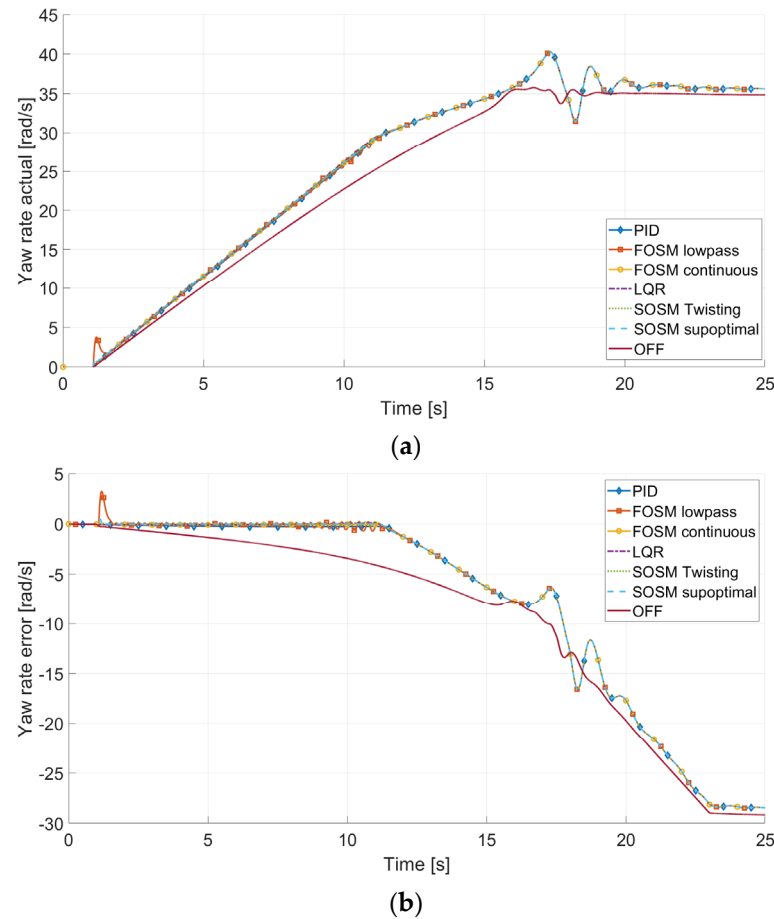 45
40
35
30
25
20
15
10
5
0
Yaw rate actual [rad/s]
PID
FOSM lowpass
FOSM continuous
LQR
SOSM Twisting
SOSM supoptimal
OFF
0 5 10 15 20 25
Time [s]
(a)
5
0
-5
-10
-15
-20
-25
-30
Yaw rate error [rad/s]
PID
FOSM lowpass
FOSM continuous
LQR
SOSM Twisting
SOSM supoptimal
OFF
0 5 10 15 20 25
Time [s]
(b)